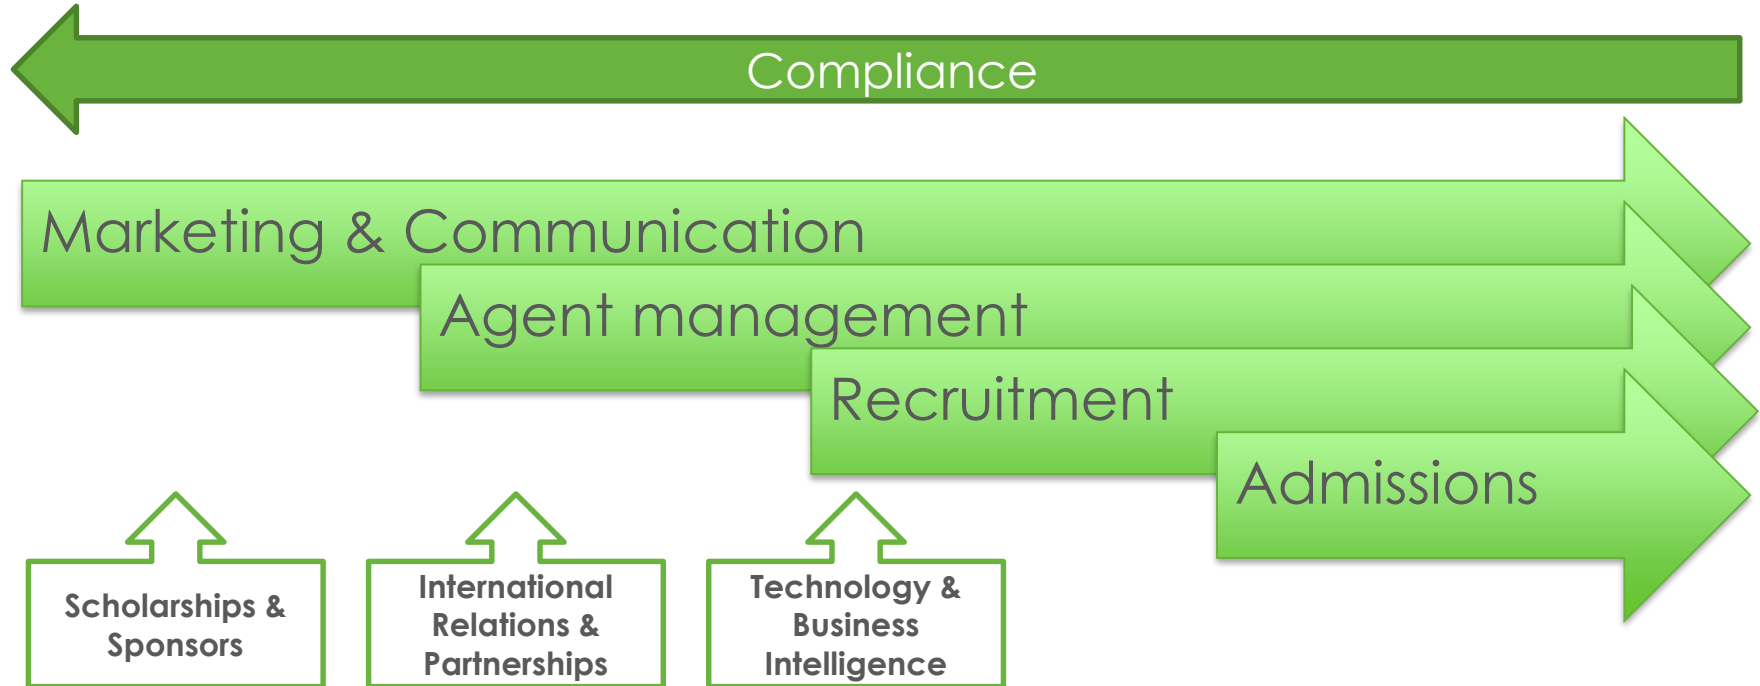 Compliance
Marketing & Communication
Agent management
Recruitment
Admissions
Scholarships &
Sponsors
International
Relations &
Partnerships
Technology &
Business
Intelligence